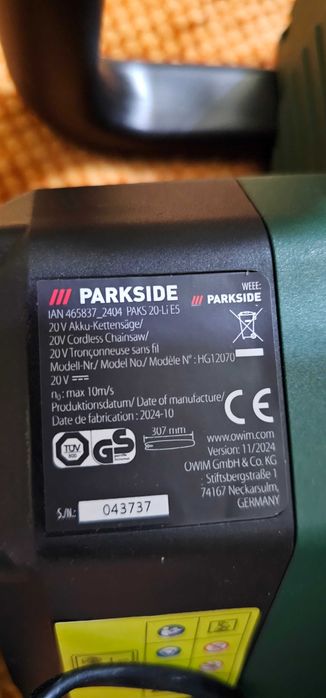 PARKSIDE
WEEE:
PARKSIDE
IAN 465837_2404 PAKS 20-Li E5
20 V Akku-Kettensäge/
20V Cordless Chainsaw/
20 V Tronçonneuse sans fil
Modell-Nr./ Model No./ Modèle N° : HG12070
20 V
n₀: max 10m/s
Produktionsdatum/ Date of manufacture/
Date de fabrication : 2024-10
CE
TÜV
GS
307 mm
www.owim.com
Version: 11/2024
OWIM GmbH & Co. KG
Stiftsbergstraße 1
74167 Neckarsulm,
GERMANY
S./N.: 043737